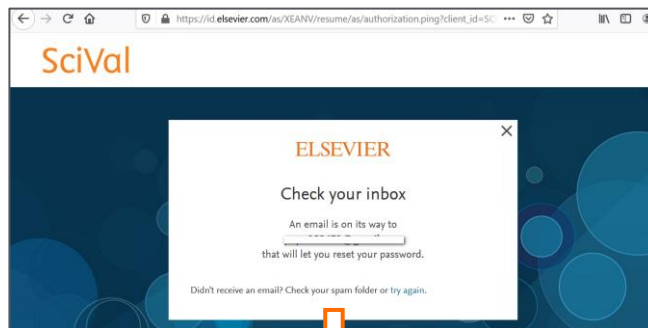 https://id.elsevier.com/as/XEANV/resume/as/authorization.ping?client_id=SC
SciVal
ELSEVIER
Check your inbox
An email is on its way to
that will let you reset your password.
Didn't receive an email? Check your spam folder or try again.